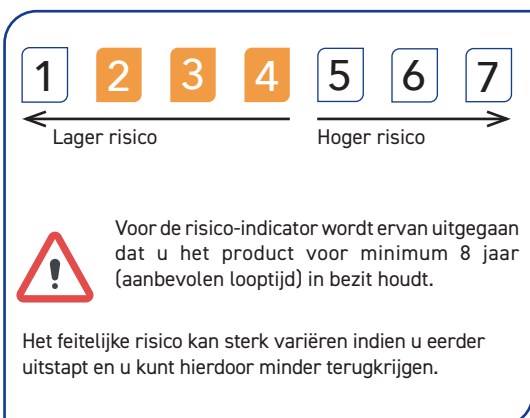 1 2 3 4 5 6 7
Lager risico Hoger risico
!
Voor de risico-indicator wordt ervan uitgegaan
dat u het product voor minimum 8 jaar
(aanbevolen looptijd) in bezit houdt.
Het feitelijke risico kan sterk variëren indien u eerder
uitstapt en u kunt hierdoor minder terugkrijgen.